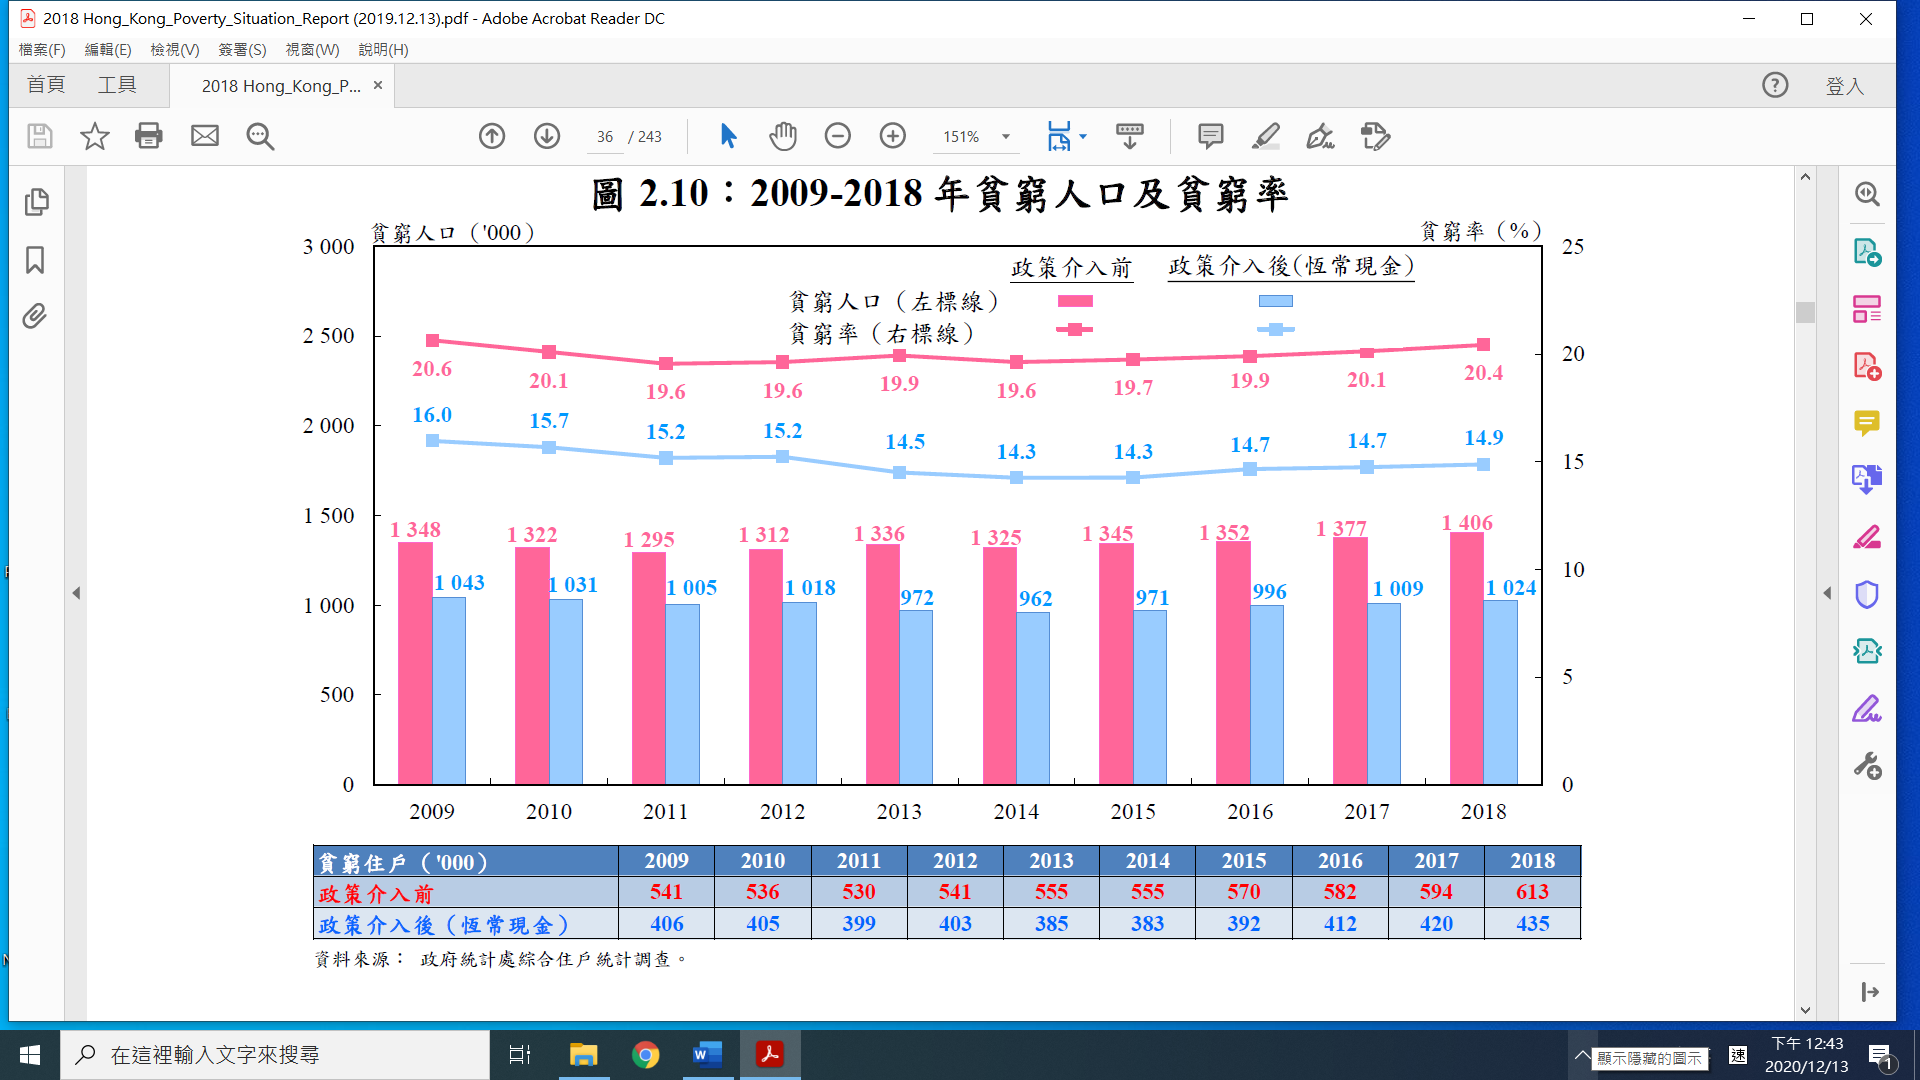 2018 Hong_Kong_Poverty_Situation_Report (2019.12.13).pdf - Adobe Acrobat Reader DC
檔案(F) 編輯(E) 檢視(V) 簽署(S) 視窗(W) 說明(H)
首頁 工具 2018 Hong_Kong_P... × ? 登入
36 / 243 151%
圖 2.10：2009-2018 年貧窮人口及貧窮率
貧窮人口（'000） 貧窮率（%）
3 000 25
政策介入前 政策介入後(恆常現金)
貧窮人口（左標線）
貧窮率（右標線）
2 500 20
20.6 20.1 19.6 19.6 19.9 19.6 19.7 19.9 20.1 20.4
16.0 15.7 15.2 15.2 14.5 14.3 14.3 14.7 14.7 14.9
2 000 15
1 500
1 348 1 322 1 295 1 312 1 336 1 325 1 345 1 352 1 377 1 406
1 043 1 031 1 005 1 018 972 962 971 996 1 009 1 024
10
1 000
500 5
0 0
2009 2010 2011 2012 2013 2014 2015 2016 2017 2018
貧窮住戶（'000） 2009 2010 2011 2012 2013 2014 2015 2016 2017 2018
政策介入前 541 536 530 541 555 555 570 582 594 613
政策介入後（恆常現金） 406 405 399 403 385 383 392 412 420 435
資料來源： 政府統計處綜合住戶統計調查。
在這裡輸入文字來搜尋
顯示隱藏的圖示
速
下午 12:43
2020/12/13
1